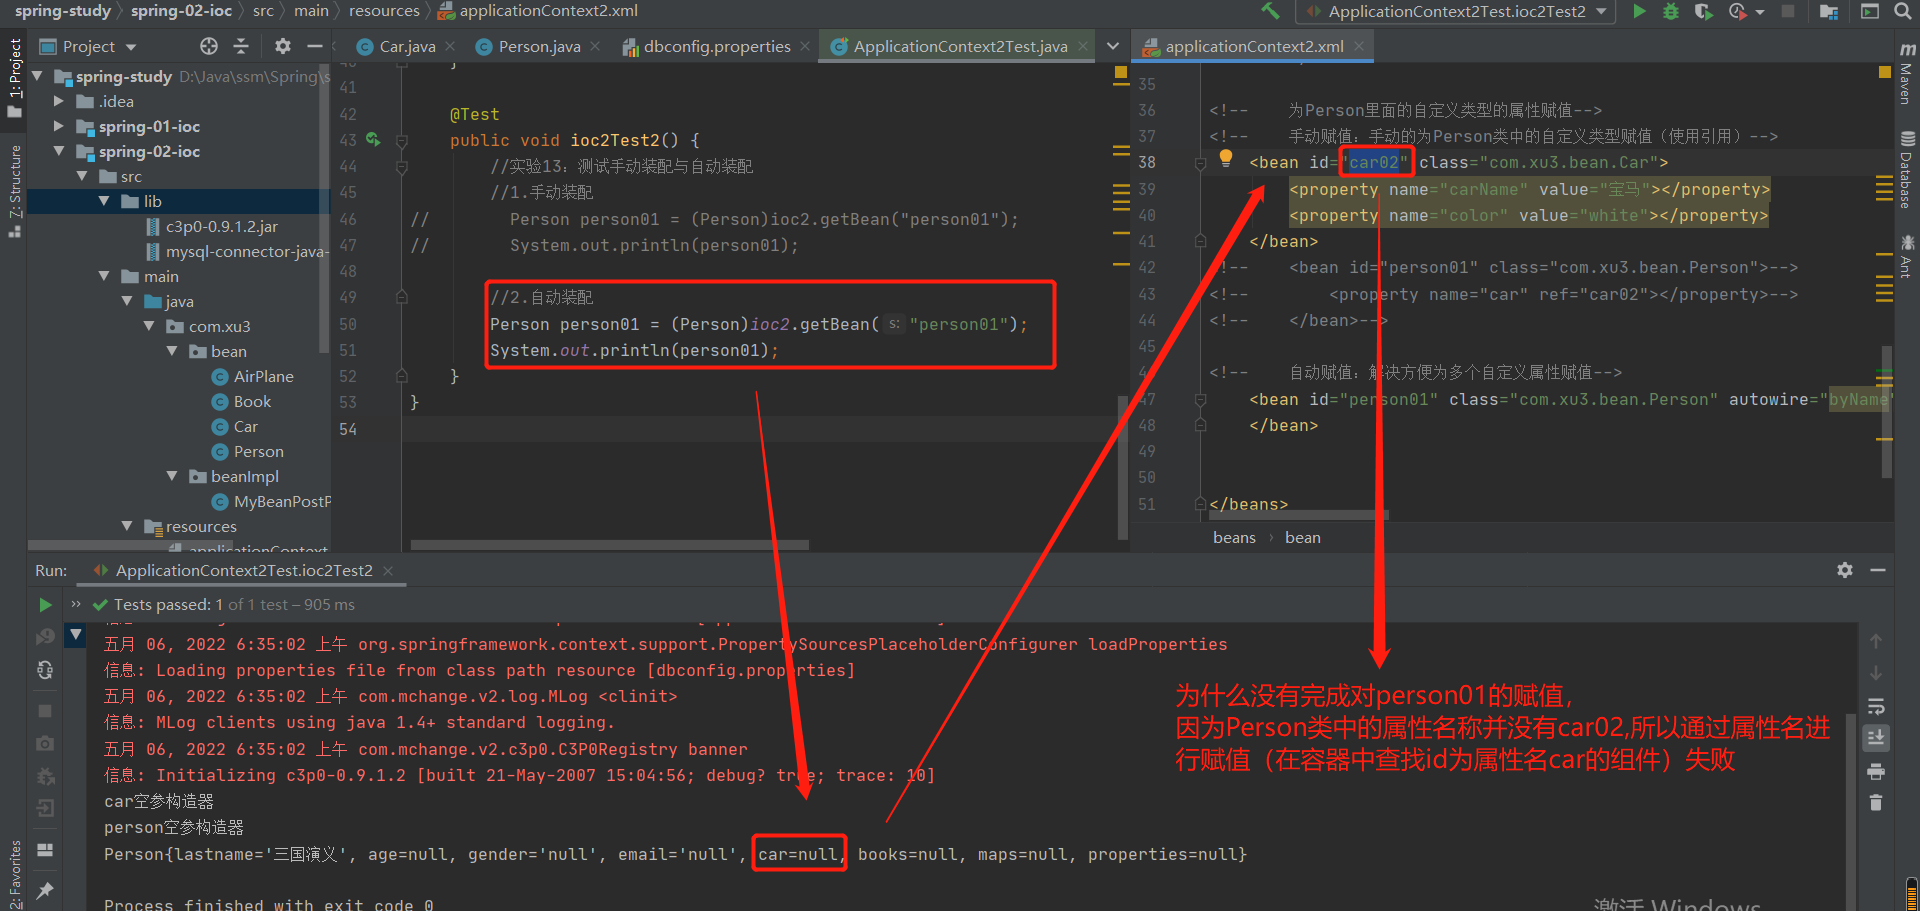 spring-study spring-02-ioc src main resources applicationContext2.xml ApplicationContext2Test.ioc2Test2
Project Car.java Person.java dbconfig.properties ApplicationContext2Test.java applicationContext2.xml
1: Project
7: Structure
2: Favorites
Maven
Database
Ant
spring-study D:\Java\ssm\Spring\s
.idea
spring-01-ioc
spring-02-ioc
src
lib
c3p0-0.9.1.2.jar
mysql-connector-java-
main
java
com.xu3
bean
AirPlane
Book
Car
Person
beanImpl
MyBeanPostP
resources
applicationContext
40 }
41
42 @Test
43 public void ioc2Test2() {
44 //实验13: 测试手动装配与自动装配
45 //1.手动装配
46 // Person person01 = (Person)ioc2.getBean("person01");
47 // System.out.println(person01);
48
49 //2.自动装配
50 Person person01 = (Person)ioc2.getBean( s: "person01");
51 System.out.println(person01);
52 }
53 }
54
35
36 <!-- 为Person里面的自定义类型的属性赋值-->
37 <!-- 手动赋值: 手动的为Person类中的自定义类型赋值（使用引用）-->
38 <bean id="car02" class="com.xu3.bean.Car">
39 <property name="carName" value="宝马"></property>
40 <property name="color" value="white"></property>
41 </bean>
42 <!-- <bean id="person01" class="com.xu3.bean.Person">-->
43 <!-- <property name="car" ref="car02"></property>-->
44 <!-- </bean>-->
45
4 <!-- 自动赋值: 解决方便为多个自定义属性赋值-->
47 <bean id="person01" class="com.xu3.bean.Person" autowire="byName"
48 </bean>
49
50
51 </beans>
beans bean
Run: ApplicationContext2Test.ioc2Test2
Tests passed: 1 of 1 test – 905 ms
五月 06, 2022 6:35:02 上午 org.springframework.context.support.PropertySourcesPlaceholderConfigurer loadProperties
信息: Loading properties file from class path resource [dbconfig.properties]
五月 06, 2022 6:35:02 上午 com.mchange.v2.log.MLog <clinit>
信息: MLog clients using java 1.4+ standard logging.
五月 06, 2022 6:35:02 上午 com.mchange.v2.c3p0.C3P0Registry banner
信息: Initializing c3p0-0.9.1.2 [built 21-May-2007 15:04:56; debug? true; trace: 10]
car空参构造器
person空参构造器
Person{lastname='三国演义', age=null, gender='null', email='null', car=null, books=null, maps=null, properties=null}
Process finished with exit code 0
为什么没有完成对person01的赋值，
因为Person类中的属性名称并没有car02,所以通过属性名进
行赋值（在容器中查找id为属性名car的组件）失败
激活 Windows